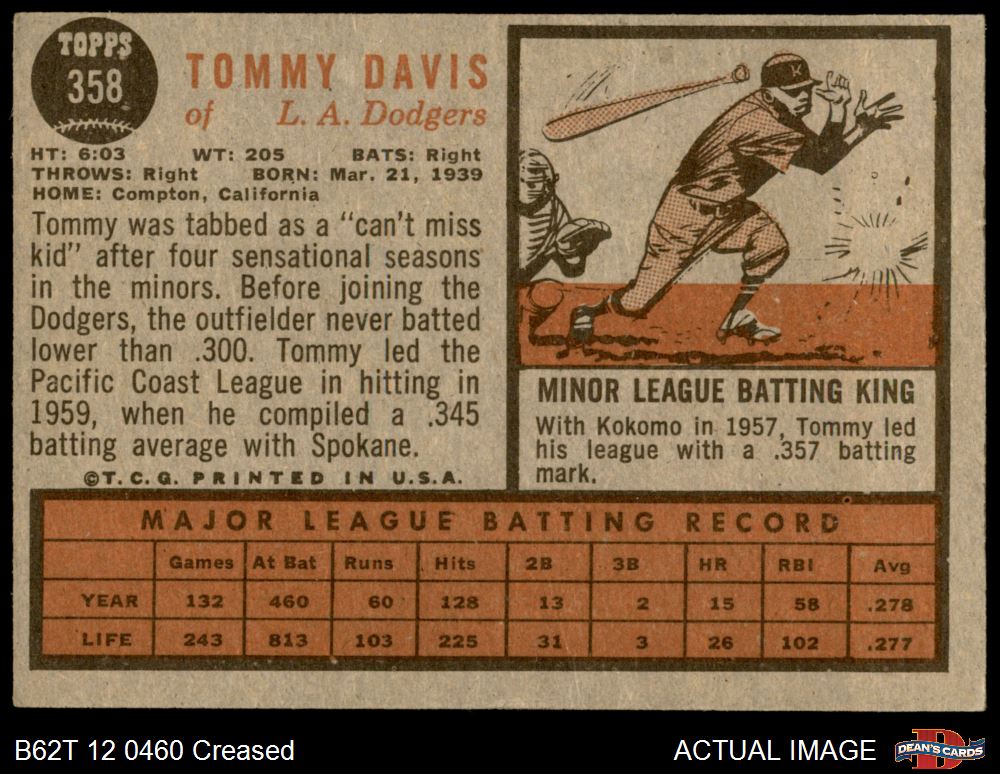 TOPPS
358
TOMMY DAVIS
of L. A. Dodgers
HT: 6:03 WT: 205 BATS: Right
THROWS: Right BORN: Mar. 21, 1939
HOME: Compton, California
Tommy was tabbed as a "can't miss
kid" after four sensational seasons
in the minors. Before joining the
Dodgers, the outfielder never batted
lower than .300. Tommy led the
Pacific Coast League in hitting in
1959, when he compiled a .345
batting average with Spokane.
©T.C.G. PRINTED IN U.S.A.
K
MINOR LEAGUE BATTING KING
With Kokomo in 1957, Tommy led
his league with a .357 batting
mark.
MAJOR LEAGUE BATTING RECORD
Games At Bat Runs Hits 2B 3B HR RBI Avg
YEAR 132 460 60 128 13 2 15 58 .278
LIFE 243 813 103 225 31 3 26 102 .277
B62T 12 0460 Creased
ACTUAL IMAGE
D
DEAN'S CARDS